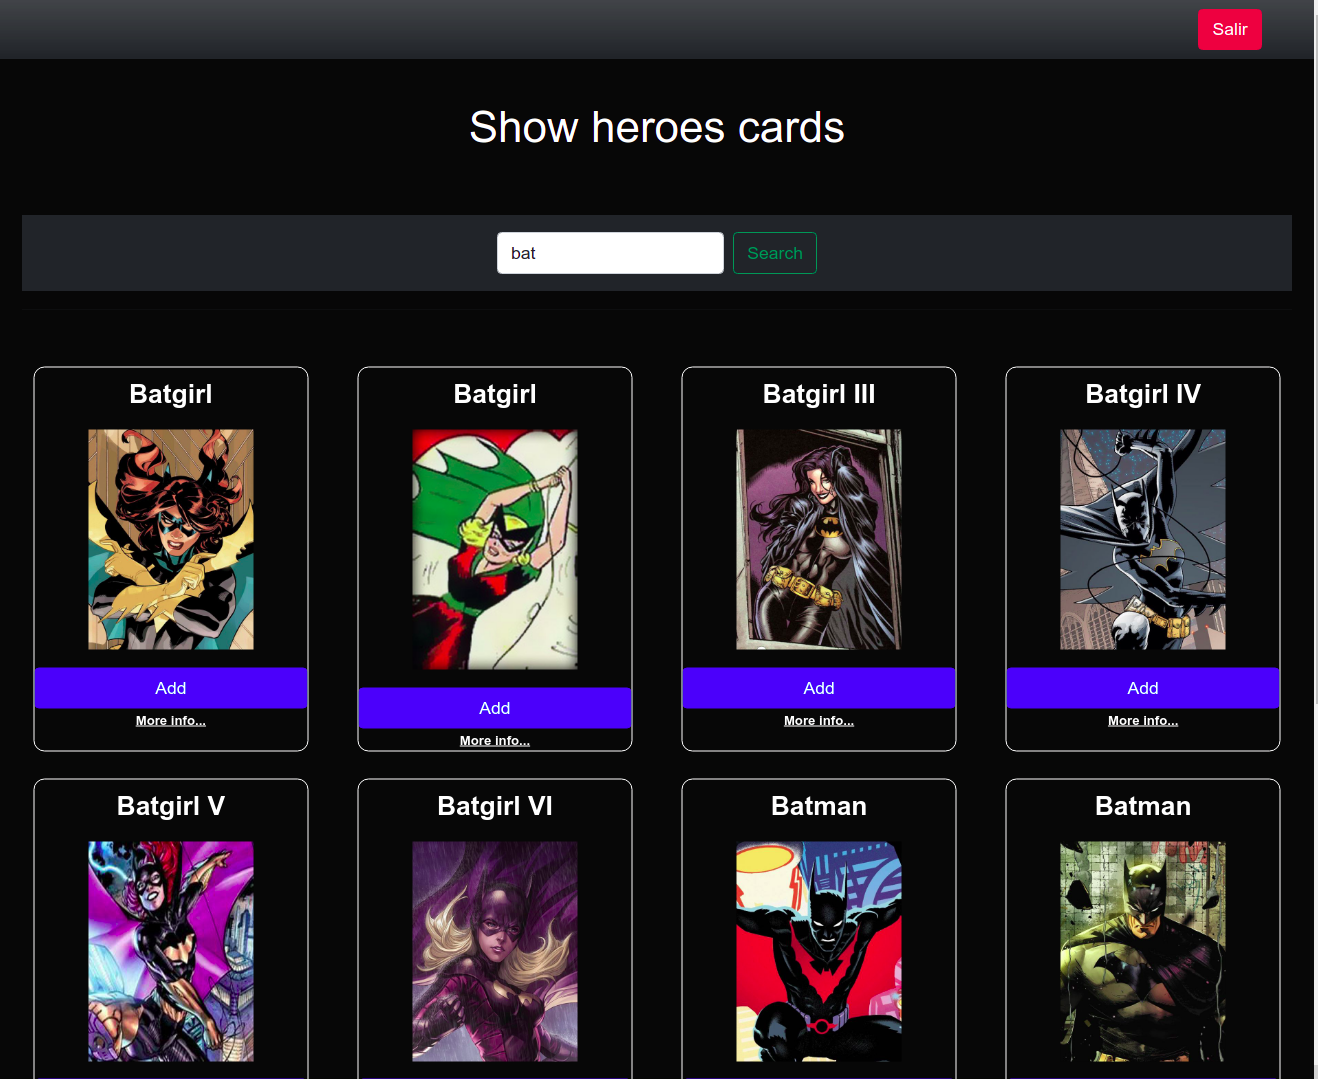 Salir
Show heroes cards
bat Search
Batgirl Batgirl Batgirl III Batgirl IV
Add Add Add Add
More info... More info... More info... More info...
Batgirl V Batgirl VI Batman Batman